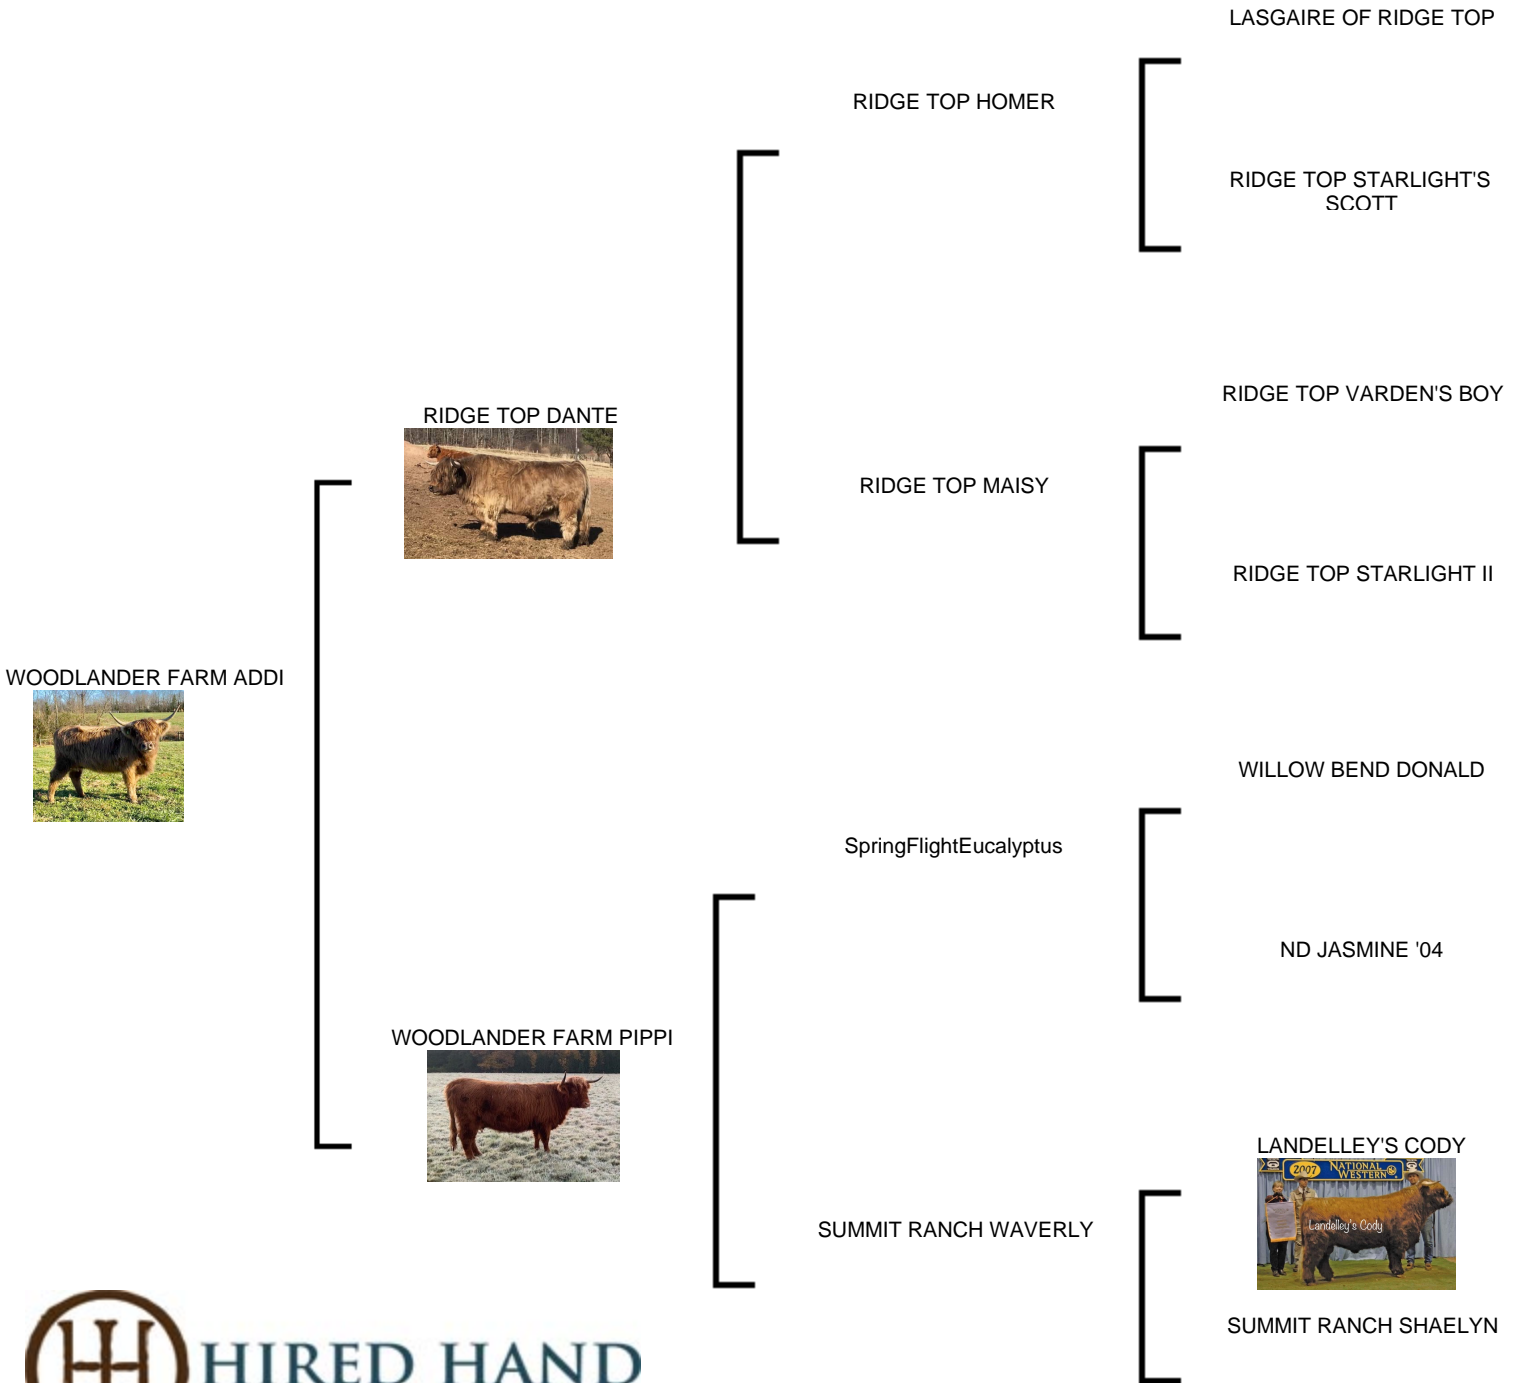 LASGAIRE OF RIDGE TOP
RIDGE TOP HOMER
RIDGE TOP STARLIGHT'S
SCOTT
RIDGE TOP VARDEN'S BOY
RIDGE TOP DANTE
RIDGE TOP MAISY
RIDGE TOP STARLIGHT II
WOODLANDER FARM ADDI
WILLOW BEND DONALD
SpringFlightEucalyptus
ND JASMINE '04
WOODLANDER FARM PIPPI
LANDELLEY'S CODY
2007 NATIONAL
WESTERN
Landelley's Cody
SUMMIT RANCH WAVERLY
SUMMIT RANCH SHAELYN
HIRED HAND